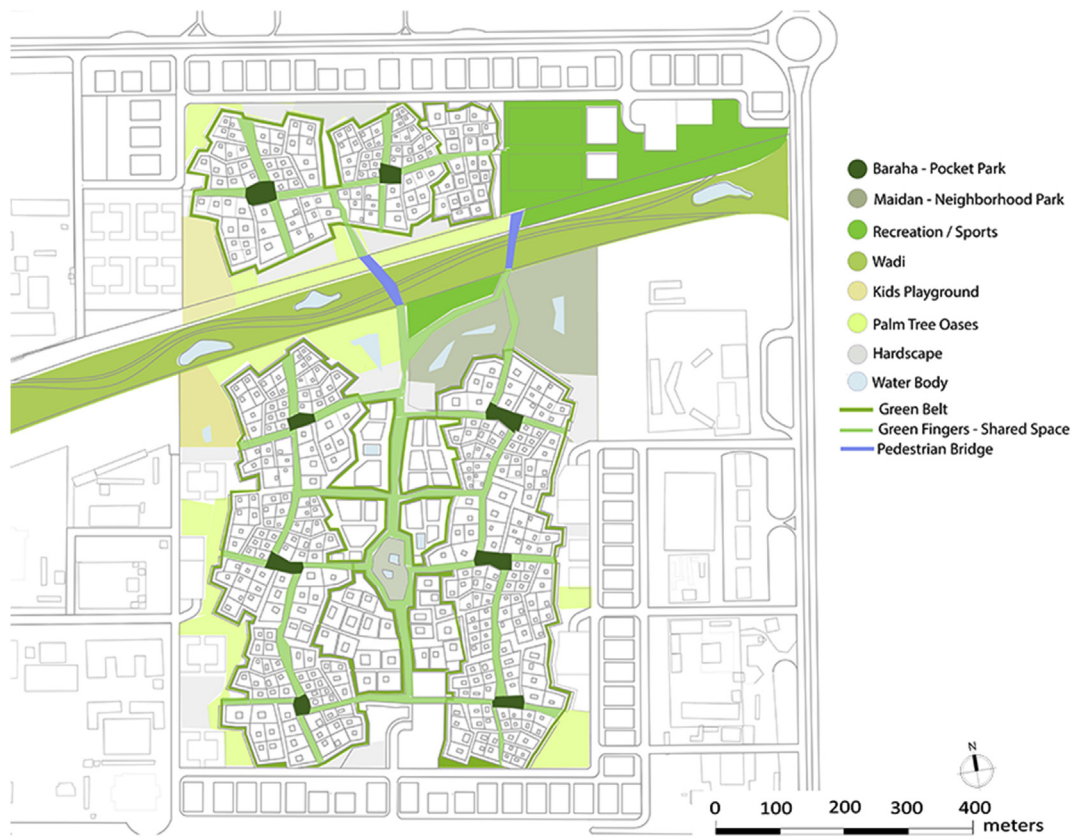 Baraha - Pocket Park
Maidan - Neighborhood Park
Recreation / Sports
Wadi
Kids Playground
Palm Tree Oases
Hardscape
Water Body
Green Belt
Green Fingers - Shared Space
Pedestrian Bridge
N
0 100 200 300 400
meters